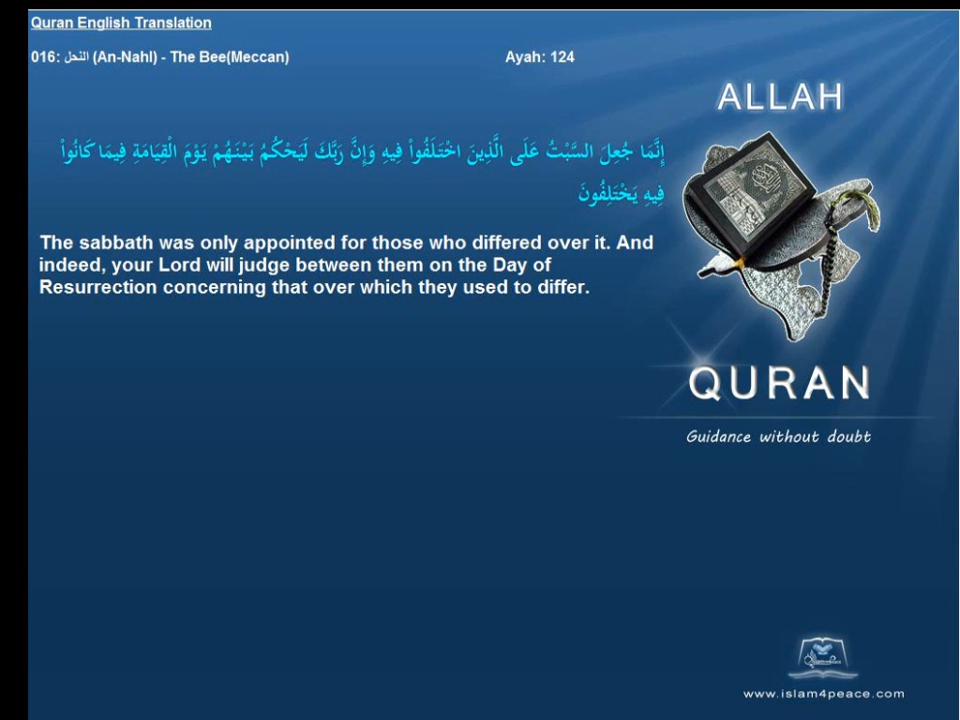 Quran English Translation
016: النحل (An-Nahl) - The Bee(Meccan)
Ayah: 124
ALLAH
إِنَّمَا جُعِلَ السَّبْتُ عَلَى الَّذِينَ اخْتَلَفُواْ فِيهِ وَإِنَّ رَبَّكَ لَيَحْكُمُ بَيْنَهُمْ يَوْمَ الْقِيَامَةِ فِيمَا كَانُواْ
فِيهِ يَخْتَلِفُونَ
The sabbath was only appointed for those who differed over it. And
indeed, your Lord will judge between them on the Day of
Resurrection concerning that over which they used to differ.
QURAN
Guidance without doubt
www.islam4peace.com